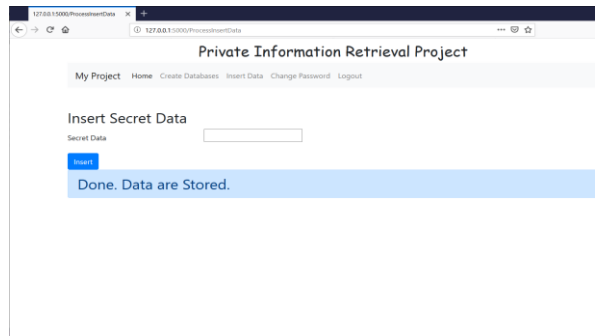 127.0.0.1:5000/ProcessInsertData
127.0.0.1:5000/ProcessInsertData
Private Information Retrieval Project
My Project Home Create Databases Insert Data Change Password Logout
Insert Secret Data
Secret Data
Insert
Done. Data are Stored.